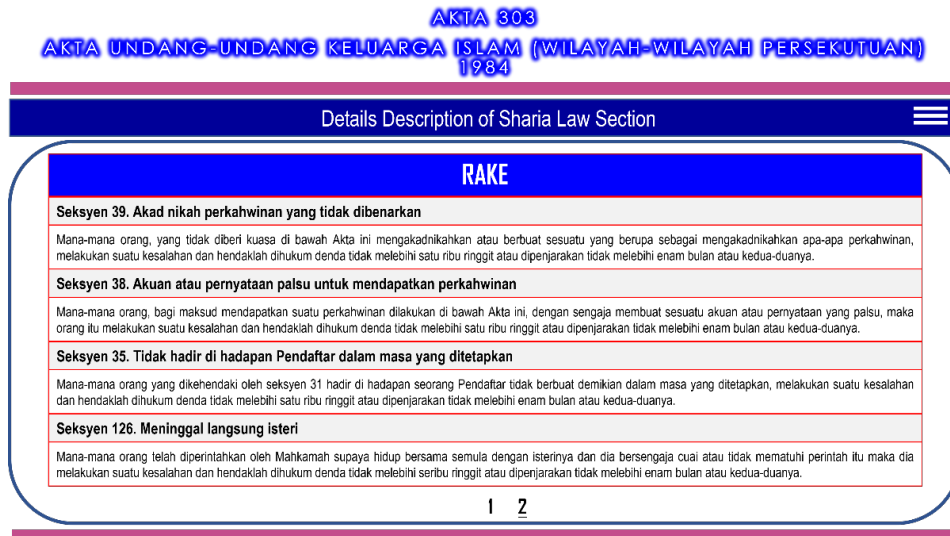 AKTA 303
AKTA UNDANG-UNDANG KELUARGA ISLAM (WILAYAH-WILAYAH PERSEKUTUAN)
1984
Details Description of Sharia Law Section
RAKE
Seksyen 39. Akad nikah perkahwinan yang tidak dibenarkan
Mana-mana orang, yang tidak diberi kuasa di bawah Akta ini mengakadnikahkan atau berbuat sesuatu yang berupa sebagai mengakadnikahkan apa-apa perkahwinan,
melakukan suatu kesalahan dan hendaklah dihukum denda tidak melebihi satu ribu ringgit atau dipenjarakan tidak melebihi enam bulan atau kedua-duanya.
Seksyen 38. Akuan atau pernyataan palsu untuk mendapatkan perkahwinan
Mana-mana orang, bagi maksud mendapatkan suatu perkahwinan dilakukan di bawah Akta ini, dengan sengaja membuat sesuatu akuan atau pernyataan yang palsu, maka
orang itu melakukan suatu kesalahan dan hendaklah dihukum denda tidak melebihi satu ribu ringgit atau dipenjarakan tidak melebihi enam bulan atau kedua-duanya.
Seksyen 35. Tidak hadir di hadapan Pendaftar dalam masa yang ditetapkan
Mana-mana orang yang dikehendaki oleh seksyen 31 hadir di hadapan seorang Pendaftar tidak berbuat demikian dalam masa yang ditetapkan, melakukan suatu kesalahan
dan hendaklah dihukum denda tidak melebihi satu ribu ringgit atau dipenjarakan tidak melebihi enam bulan atau kedua-duanya.
Seksyen 126. Meninggal langsung isteri
Mana-mana orang telah diperintahkan oleh Mahkamah supaya hidup bersama semula dengan isterinya dan dia bersengaja cuai atau tidak mematuhi perintah itu maka dia
melakukan suatu kesalahan dan hendaklah dihukum denda tidak melebihi seribu ringgit atau dipenjarakan tidak melebihi enam bulan atau kedua-duanya.
1 2